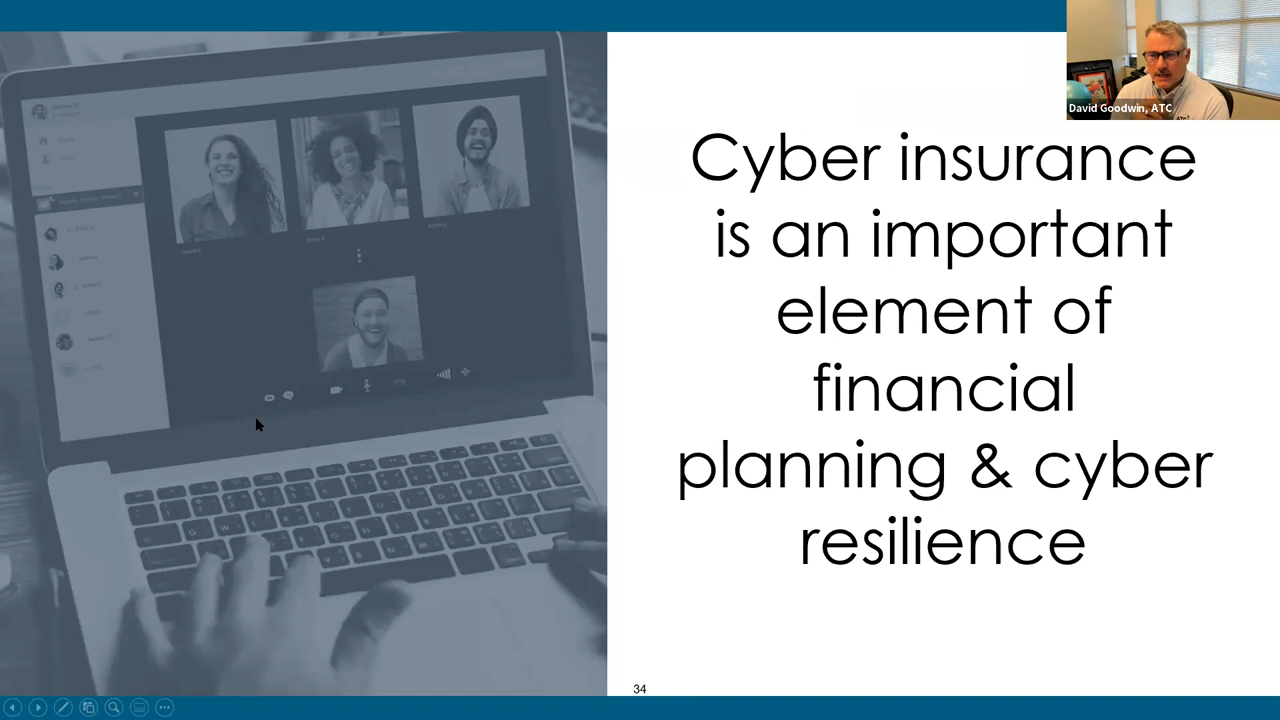 David Goodwin, ATC
Cyber insurance
is an important
element of
financial
planning & cyber
resilience
34